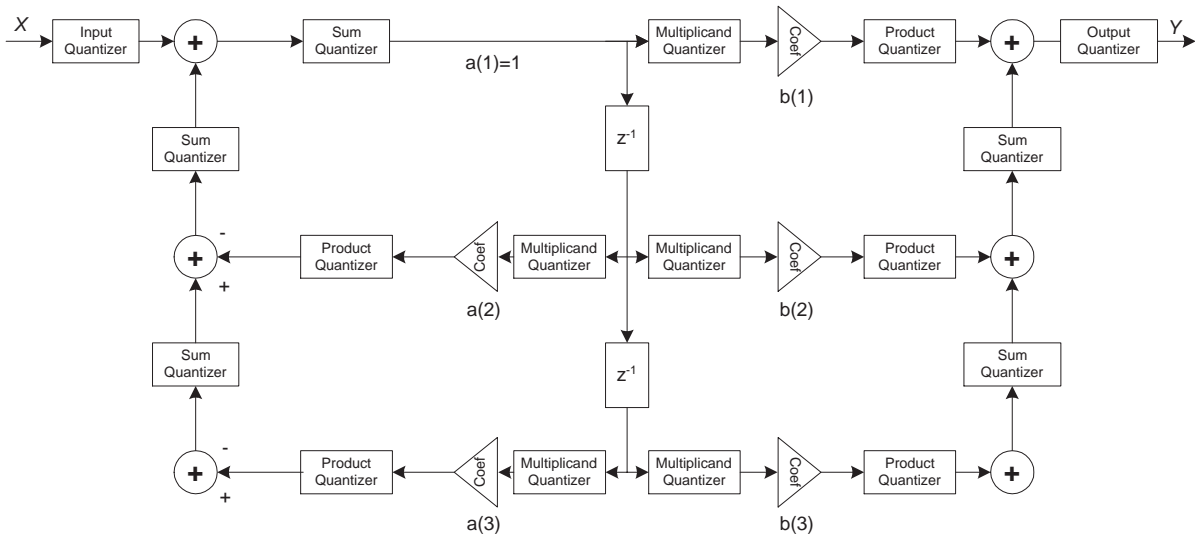 X
Input
Quantizer
+
Sum
Quantizer
a(1)=1
Multiplicand
Quantizer
Coef
b(1)
Product
Quantizer
+
Output
Quantizer
Y
Sum
Quantizer
z-1
Sum
Quantizer
+
-
+
Product
Quantizer
Coef
a(2)
Multiplicand
Quantizer
Multiplicand
Quantizer
Coef
b(2)
Product
Quantizer
+
Sum
Quantizer
z-1
Sum
Quantizer
+
-
+
Product
Quantizer
Coef
a(3)
Multiplicand
Quantizer
Multiplicand
Quantizer
Coef
b(3)
Product
Quantizer
+